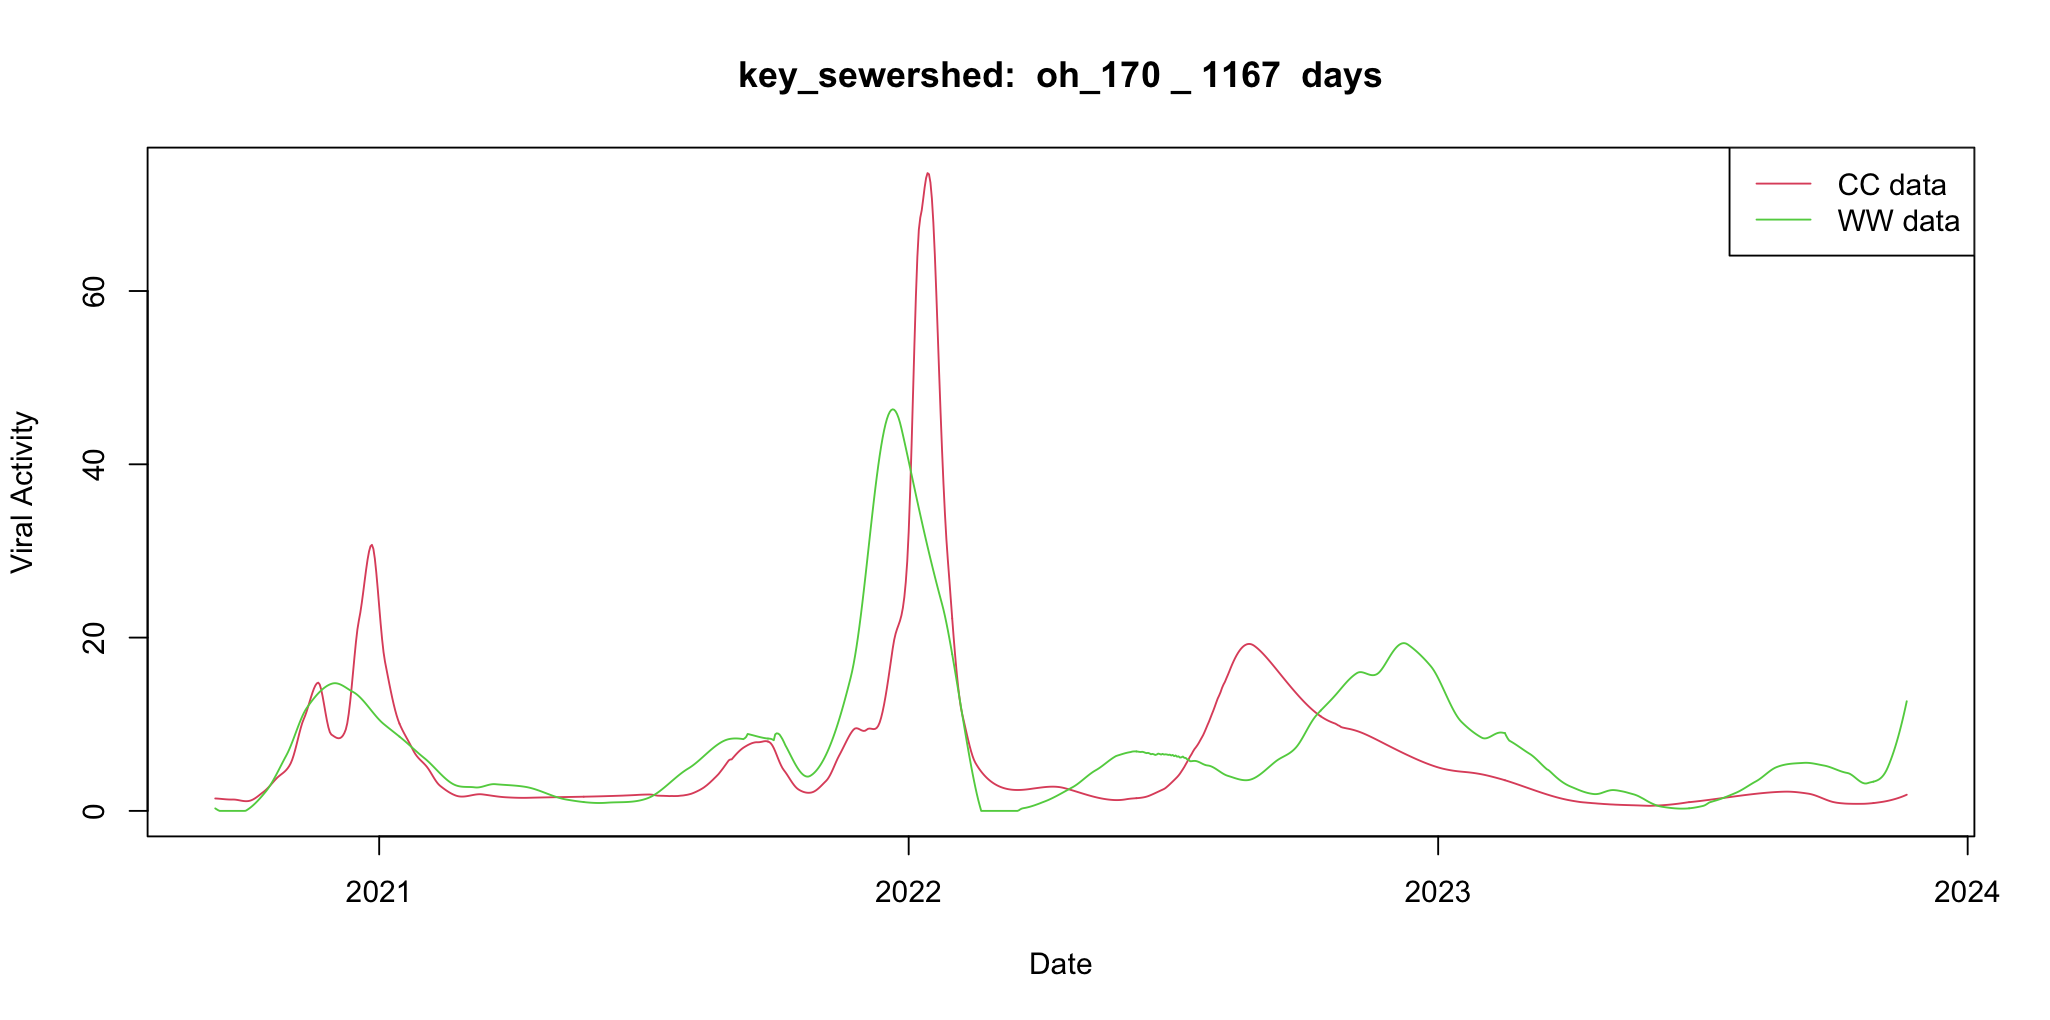 key_sewershed:  oh_170 _ 1167  days
CC data
WW data
Viral Activity
60
40
20
0
2021
2022
2023
2024
Date